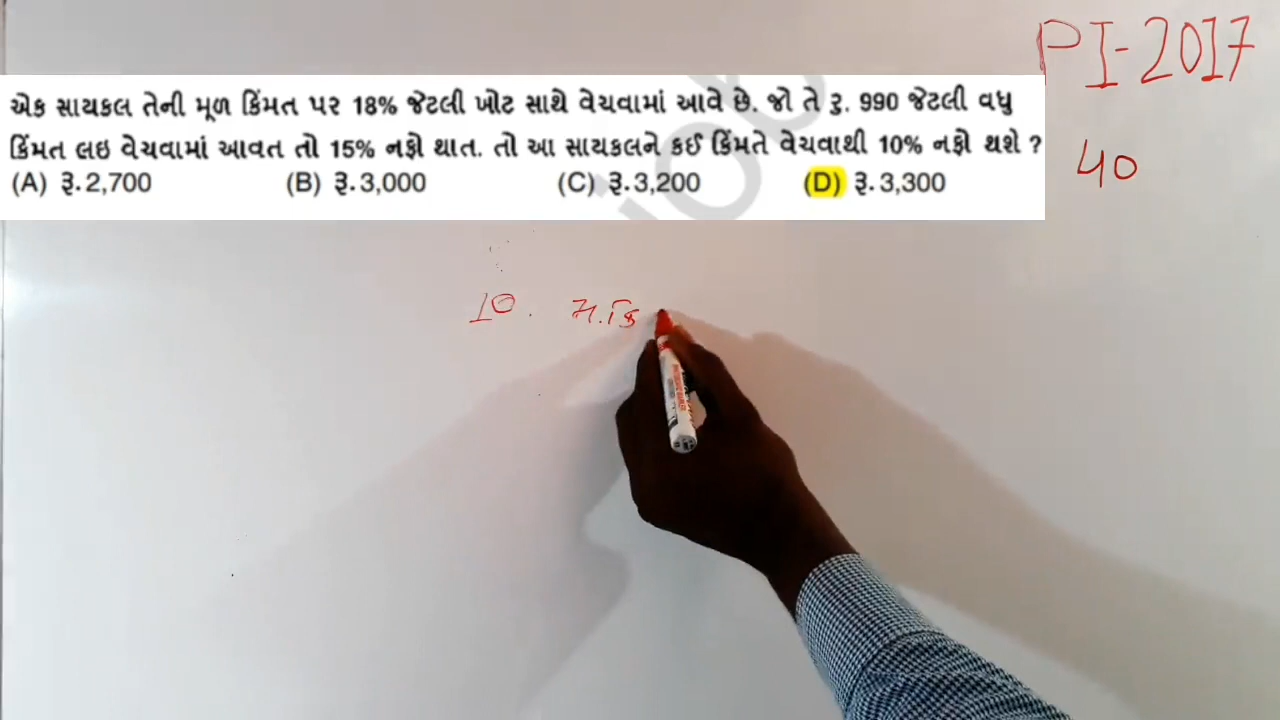 PI-2017
એક સાયકલ તેની મૂળ કિંમત પર 18% જેટલી ખોટ સાથે વેચવામાં આવે છે. જો તે રુ. 990 જેટલી વધુ
કિંમત લઇ વેચવામાં આવત તો 15% નફો થાત. તો આ સાયકલને કઈ કિંમતે વેચવાથી 10% નફો થશે ?
(A) રૂ.2,700 (B) રૂ.3,000 (C) રૂ.3,200 (D) રૂ.3,300
40
10. મ.કિ